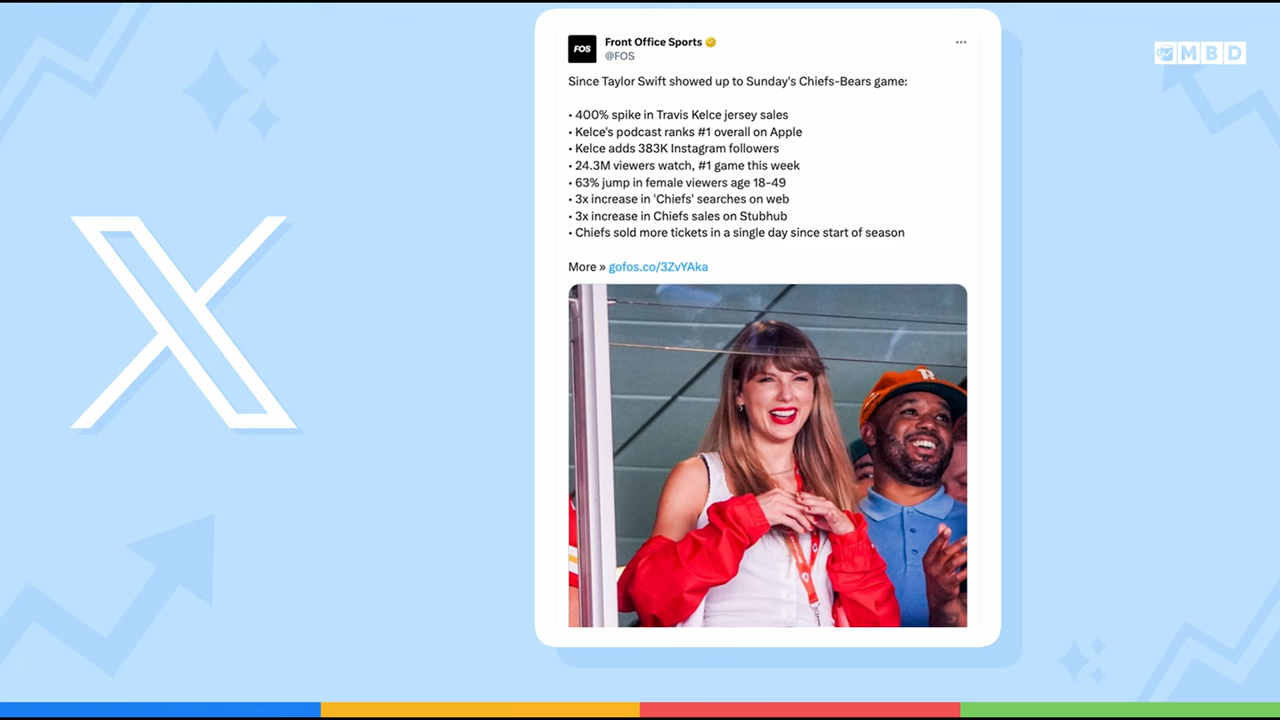 FOS
Front Office Sports
@FOS
MBD
Since Taylor Swift showed up to Sunday's Chiefs-Bears game:
• 400% spike in Travis Kelce jersey sales
• Kelce's podcast ranks #1 overall on Apple
• Kelce adds 383K Instagram followers
• 24.3M viewers watch, #1 game this week
• 63% jump in female viewers age 18-49
• 3x increase in 'Chiefs' searches on web
• 3x increase in Chiefs sales on Stubhub
• Chiefs sold more tickets in a single day since start of season
More » gofos.co/3ZvYAka